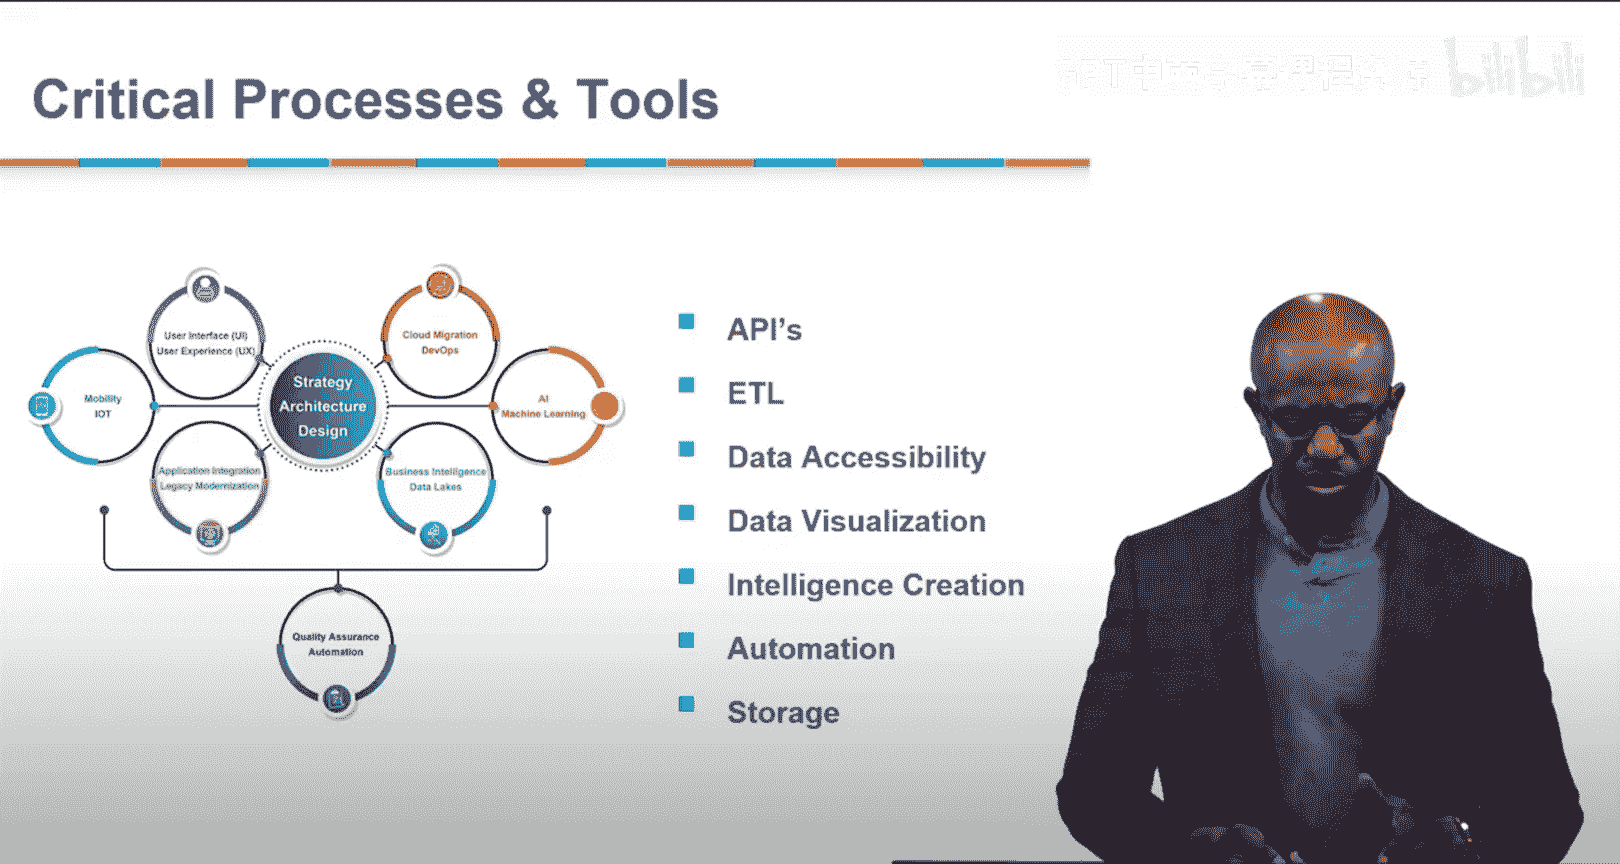 Critical Processes & Tools
bilibili
User Interface (UI)
User Experience (UX)
Cloud Migration
DevOps
Mobility
IOT
Strategy
Architecture
Design
AI
Machine Learning
Application Integration
Legacy Modernization
Business Intelligence
Data Lakes
Quality Assurance
Automation
API's
ETL
Data Accessibility
Data Visualization
Intelligence Creation
Automation
Storage